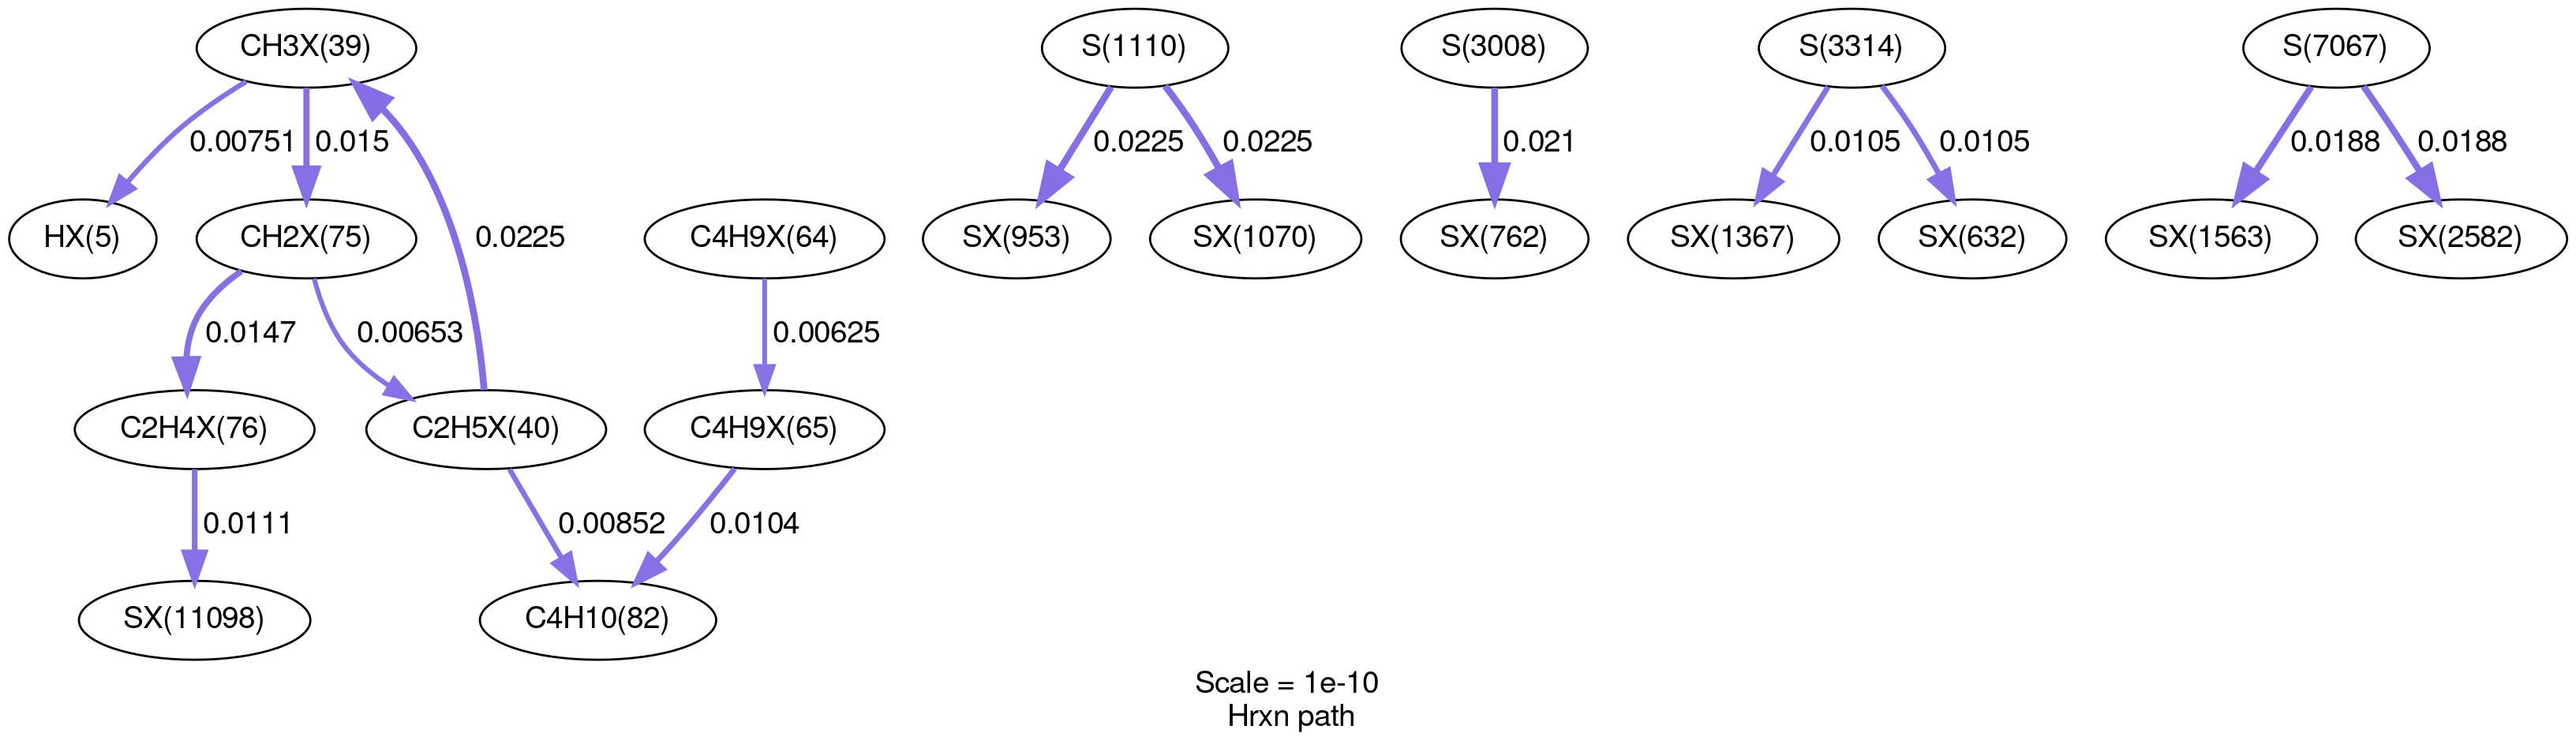 CH3X(39)
S(1110)
S(3008)
S(3314)
S(7067)
0.00751
0.015
0.0225
0.0225
0.021
0.0105
0.0105
0.0188
0.0188
HX(5)
CH2X(75)
0.0225
C4H9X(64)
SX(953)
SX(1070)
SX(762)
SX(1367)
SX(632)
SX(1563)
SX(2582)
0.0147
0.00653
0.00625
C2H4X(76)
C2H5X(40)
C4H9X(65)
0.0111
0.00852
0.0104
SX(11098)
C4H10(82)
Scale = 1e-10
Hrxn path